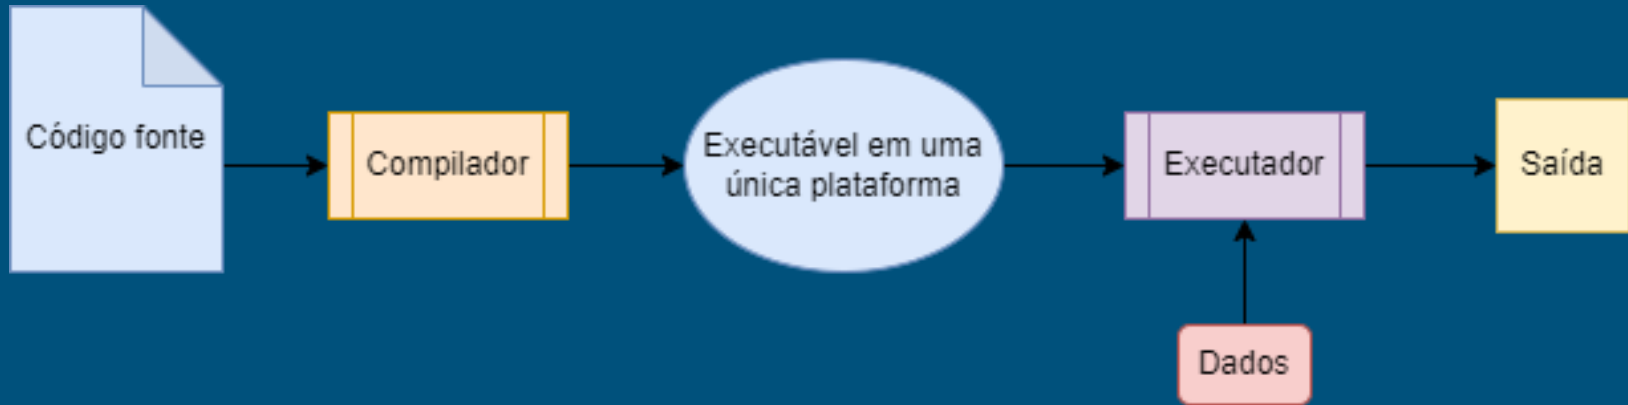 Código fonte
Compilador
Executável em uma
única plataforma
Executador
Saída
Dados